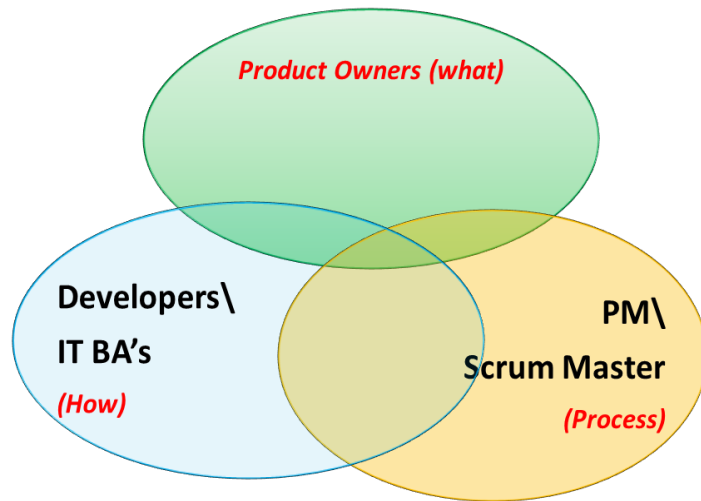 Product Owners (what)
Developers\
IT BA’s
(How)
PM\
Scrum Master
(Process)